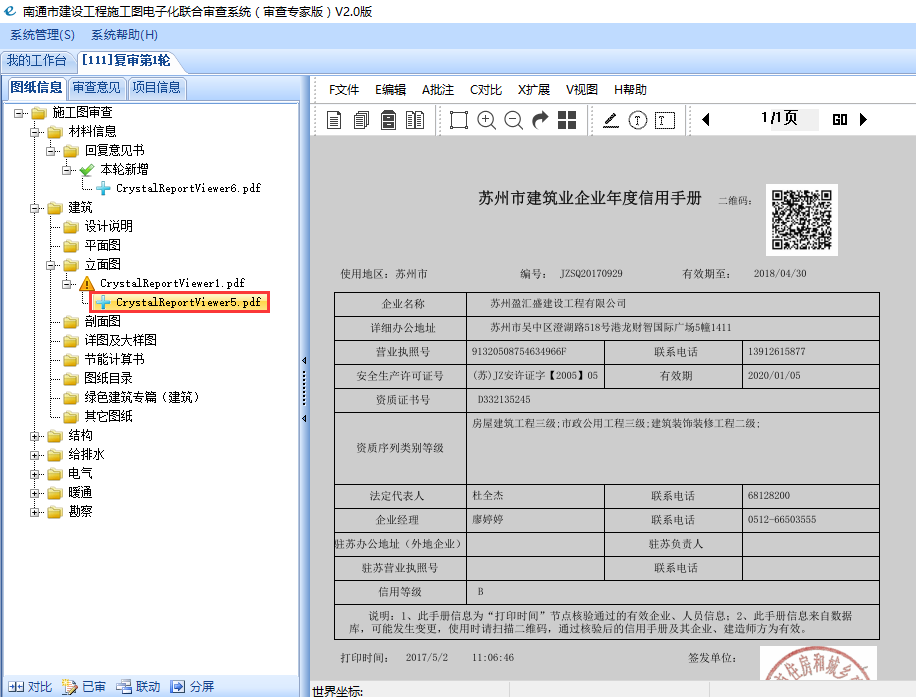 南通市建设工程施工图电子化联合审查系统（审查专家版）V2.0版
系统管理(S) 系统帮助(H)
我的工作台 [111]复审第1轮
图纸信息 审查意见 项目信息
施工图审查
材料信息
回复意见书
本轮新增
CrystalReportViewer6.pdf
建筑
设计说明
平面图
立面图
CrystalReportViewer1.pdf
CrystalReportViewer5.pdf
剖面图
详图及大样图
节能计算书
图纸目录
绿色建筑专篇（建筑）
其它图纸
结构
给排水
电气
暖通
勘察
对比 已审 联动 分屏
F文件 E编辑 A批注 C对比 X扩展 V视图 H帮助
1/1页 GO
苏州市建筑业企业年度信用手册 二维码：
使用地区：苏州市 编号： JZSQ20170929 有效期至： 2018/04/30
企业名称 苏州盈汇盛建设工程有限公司
详细办公地址 苏州市吴中区澄湖路518号港龙财智国际广场5幢1411
营业执照号 91320508754634966F 联系电话 13912615877
安全生产许可证号 (苏)JZ安许证字【2005】05 有效期 2020/01/05
资质证书号 D332135245
资质序列类别等级 房屋建筑工程三级;市政公用工程三级;建筑装饰装修工程二级;
法定代表人 杜全杰 联系电话 68128200
企业经理 廖婷婷 联系电话 0512-66503555
驻苏办公地址（外地企业） 驻苏负责人
驻苏营业执照号 联系电话
信用等级 B
说明：1、此手册信息为“打印时间”节点核验通过的有效企业、人员信息；2、此手册信息来自数据
库，可能发生变更，使用时请扫描二维码，通过核验后的信用手册及其企业、建造师方为有效。
打印时间： 2017/5/2 11:06:46 签发单位：
住房和城乡
世界坐标: